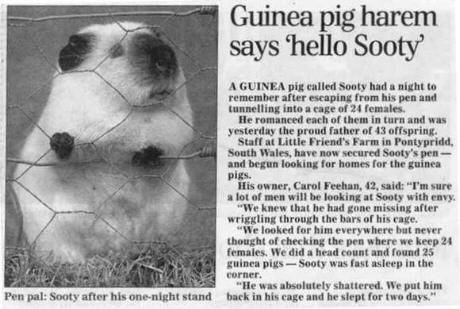 Guinea pig harem
says ‘hello Sooty’
A GUINEA pig called Sooty had a night to
remember after escaping from his pen and
tunnelling into a cage of 24 females.
He romanced each of them in turn and was
yesterday the proud father of 43 offspring.
Staff at Little Friend's Farm in Pontypridd,
South Wales, have now secured Sooty's pen —
and begun looking for homes for the guinea
pigs.
His owner, Carol Feehan, 42, said: "I'm sure
a lot of men will be looking at Sooty with envy.
"We knew that he had gone missing after
wriggling through the bars of his cage.
"We looked for him everywhere but never
thought of checking the pen where we keep 24
females. We did a head count and found 25
guinea pigs — Sooty was fast asleep in the
corner.
"He was absolutely shattered. We put him
back in his cage and he slept for two days."
Pen pal: Sooty after his one-night stand